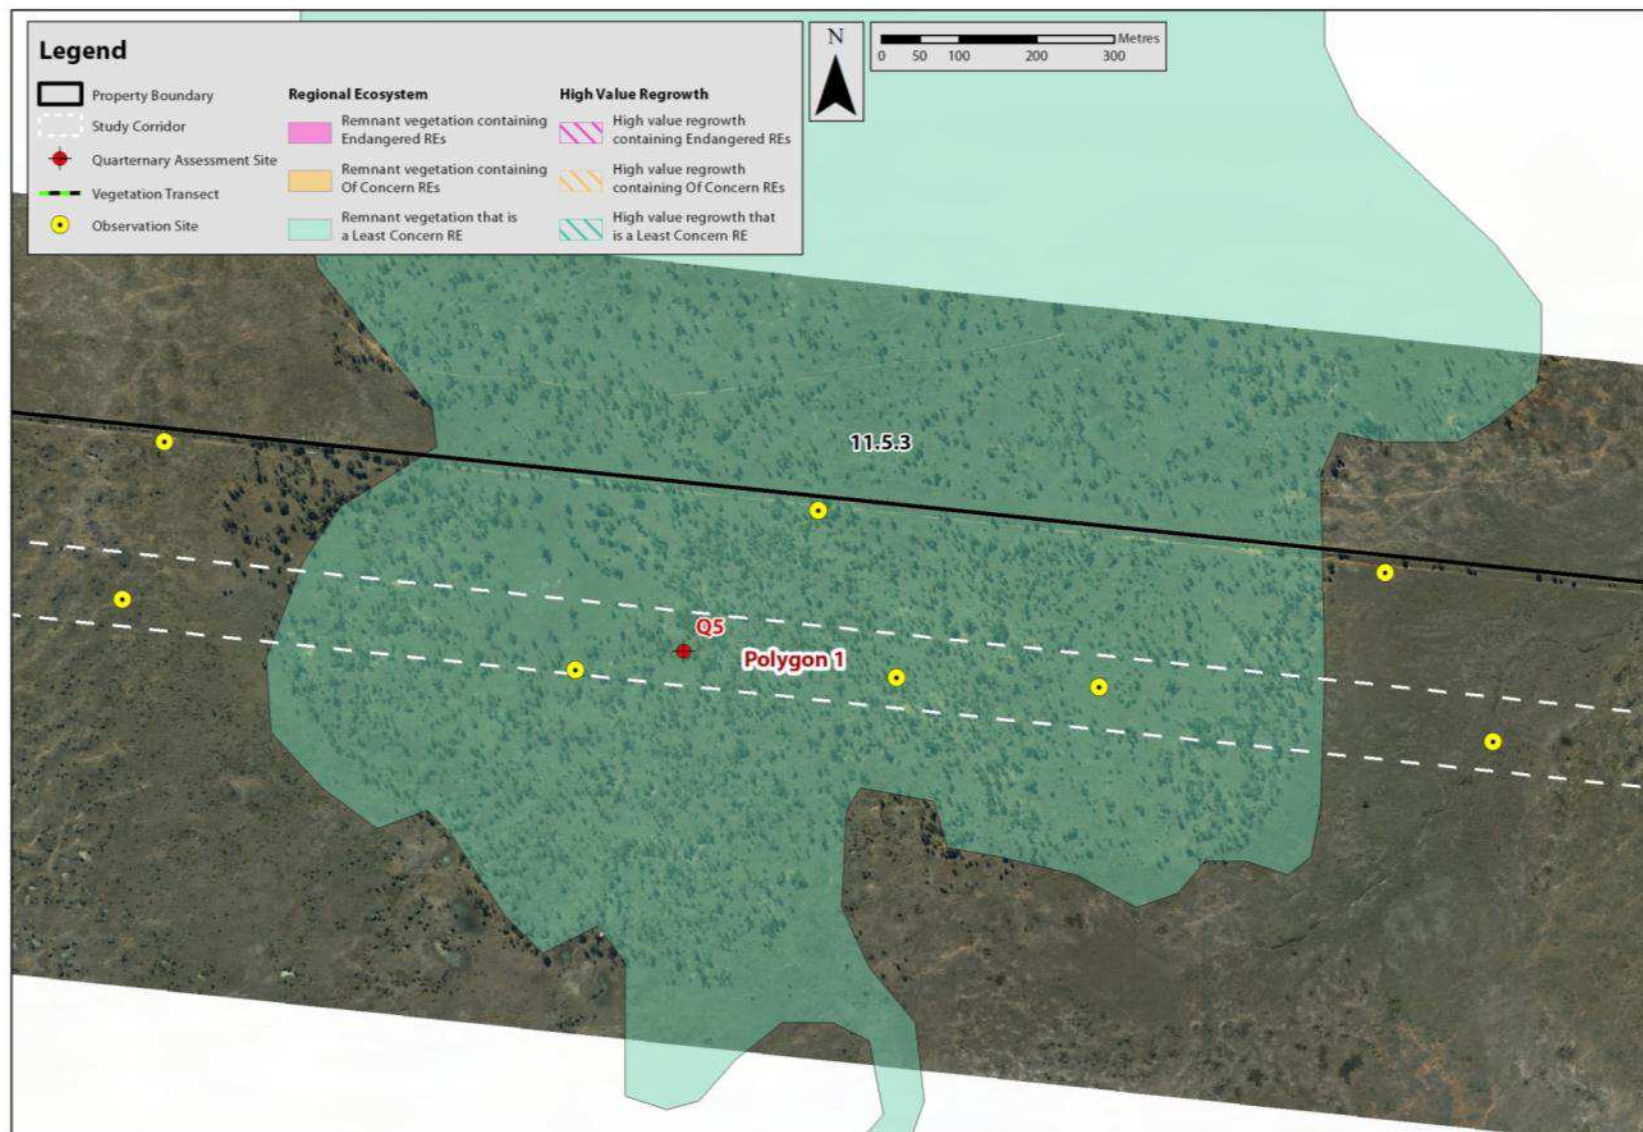 Legend
Property Boundary
Study Corridor
Quarternary Assessment Site
Vegetation Transect
Observation Site
Regional Ecosystem
Remnant vegetation containing
Endangered REs
Remnant vegetation containing
Of Concern REs
Remnant vegetation that is
a Least Concern RE
High Value Regrowth
High value regrowth
containing Endangered REs
High value regrowth
containing Of Concern REs
High value regrowth that
is a Least Concern RE
N
Metres
0 50 100 200 300
11.5.3
Q5
Polygon 1